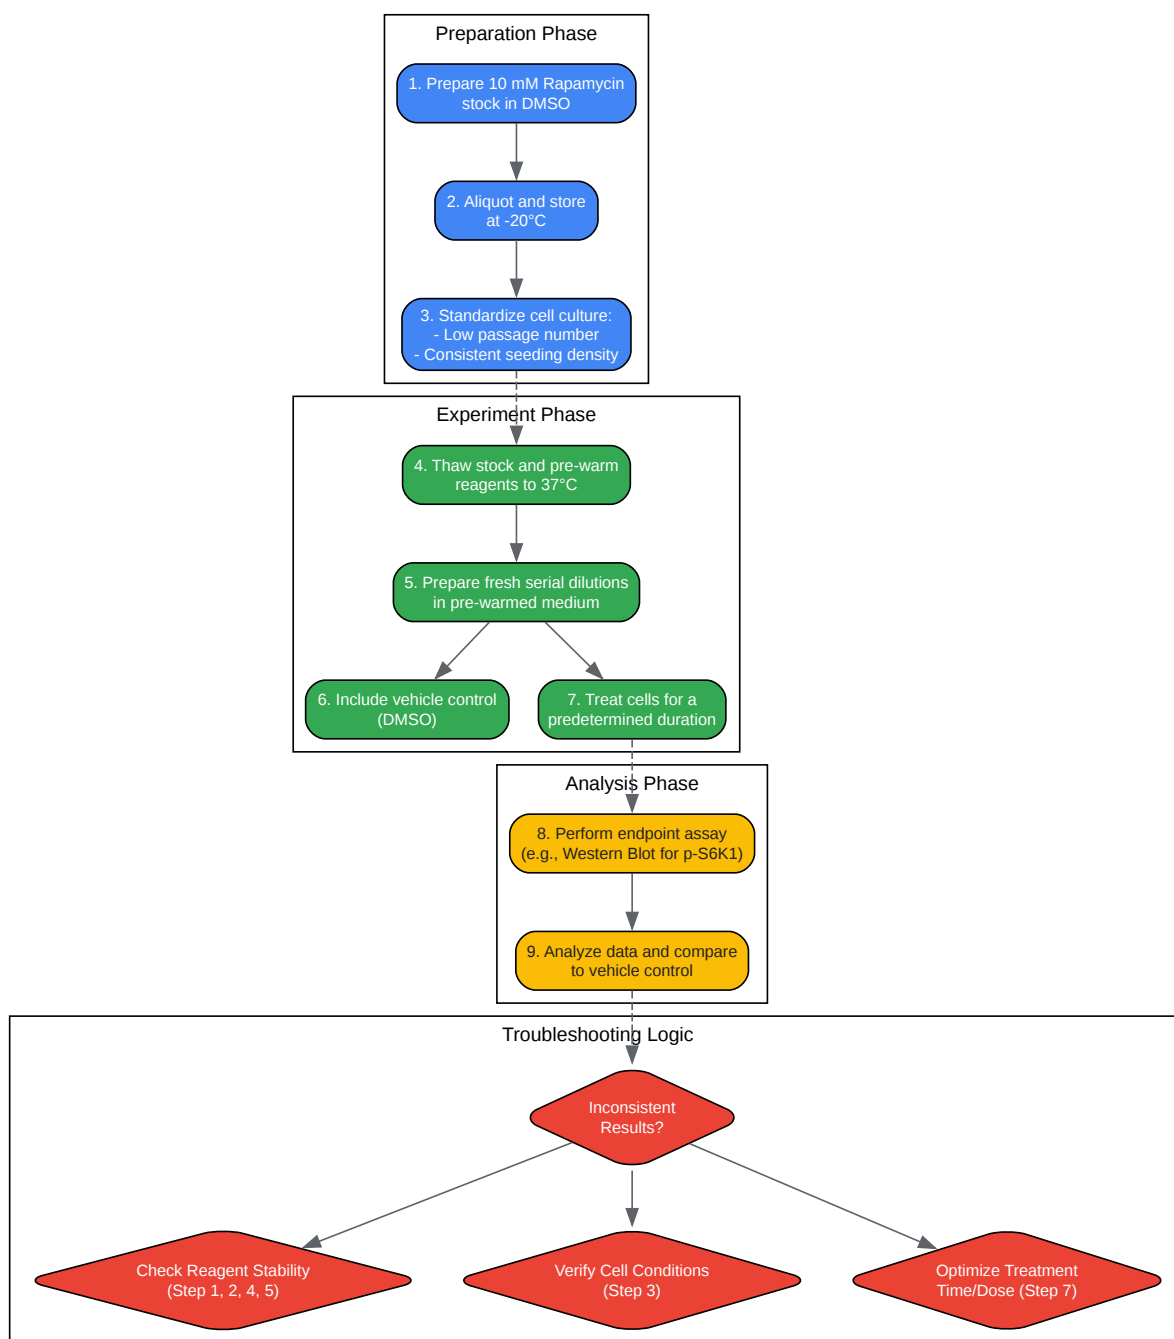 Preparation Phase
1. Prepare 10 mM Rapamycin
stock in DMSO
2. Aliquot and store
at -20°C
3. Standardize cell culture:
- Low passage number
- Consistent seeding density
Experiment Phase
4. Thaw stock and pre-warm
reagents to 37°C
5. Prepare fresh serial dilutions
in pre-warmed medium
6. Include vehicle control
(DMSO)
7. Treat cells for a
predetermined duration
Analysis Phase
8. Perform endpoint assay
(e.g., Western Blot for p-S6K1)
9. Analyze data and compare
to vehicle control
Troubleshooting Logic
Inconsistent
Results?
Check Reagent Stability
(Step 1, 2, 4, 5)
Verify Cell Conditions
(Step 3)
Optimize Treatment
Time/Dose (Step 7)